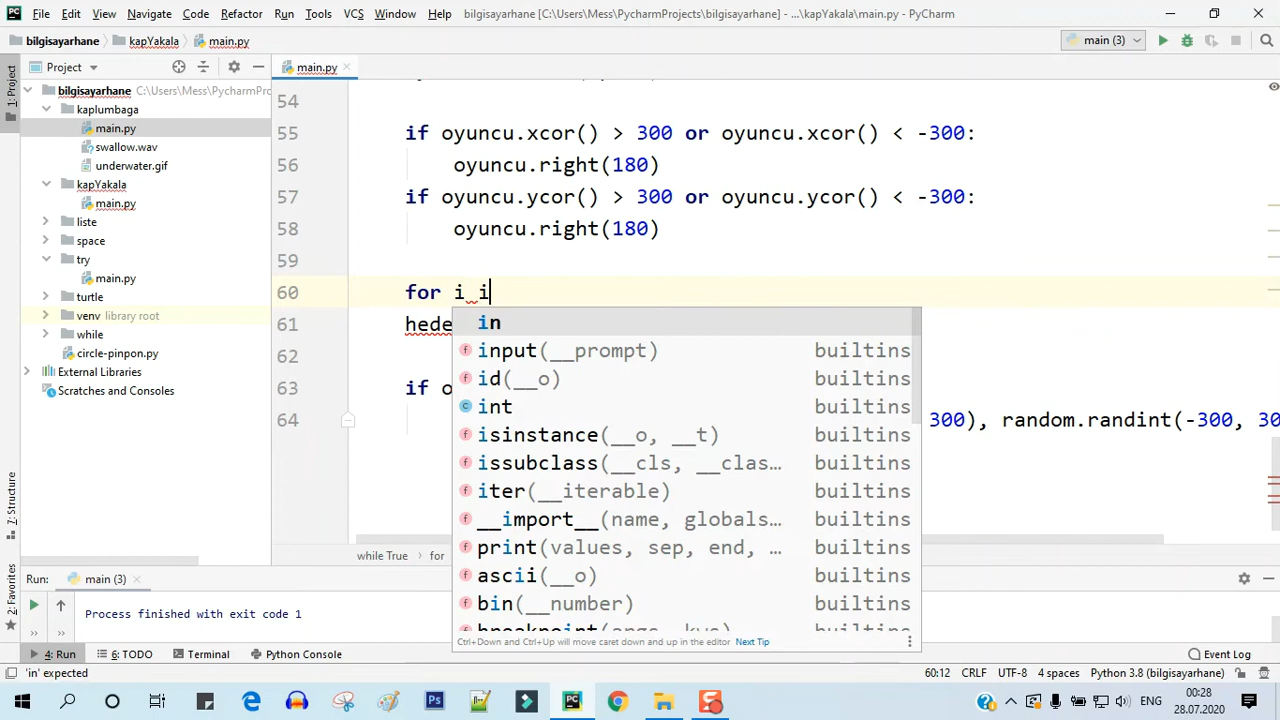 File Edit View Navigate Code Refactor Run Tools VCS Window Help bilgisayarhane [C:\Users\Mess\PycharmProjects\bilgisayarhane] - ...\kapYakala\main.py - PyCharm
bilgisayarhane kapYakala main.py main (3)
1: Project
Project
main.py
bilgisayarhane C:\Users\Mess\PycharmPro
kaplumbaga
main.py
swallow.wav
underwater.gif
kapYakala
main.py
liste
space
try
main.py
turtle
venv library root
while
circle-pinpon.py
External Libraries
Scratches and Consoles
54
55 if oyuncu.xcor() > 300 or oyuncu.xcor() < -300:
56 oyuncu.right(180)
57 if oyuncu.ycor() > 300 or oyuncu.ycor() < -300:
58 oyuncu.right(180)
59
60 for i i
61 hede
62
63 if o
64 300), random.randint(-300, 30
in
input(__prompt) builtins
id(__o) builtins
int builtins
isinstance(__o, __t) builtins
issubclass(__cls, __clas… builtins
iter(__iterable) builtins
__import__(name, globals… builtins
print(values, sep, end, … builtins
ascii(__o) builtins
bin(__number) builtins
Ctrl+Down and Ctrl+Up will move caret down and up in the editor Next Tip
while True for
7: Structure
2: Favorites
Run: main (3)
Process finished with exit code 1
4: Run 6: TODO Terminal Python Console Event Log
'in' expected 60:12 CRLF UTF-8 4 spaces Python 3.8 (bilgisayarhane)
ENG 00:28
28.07.2020